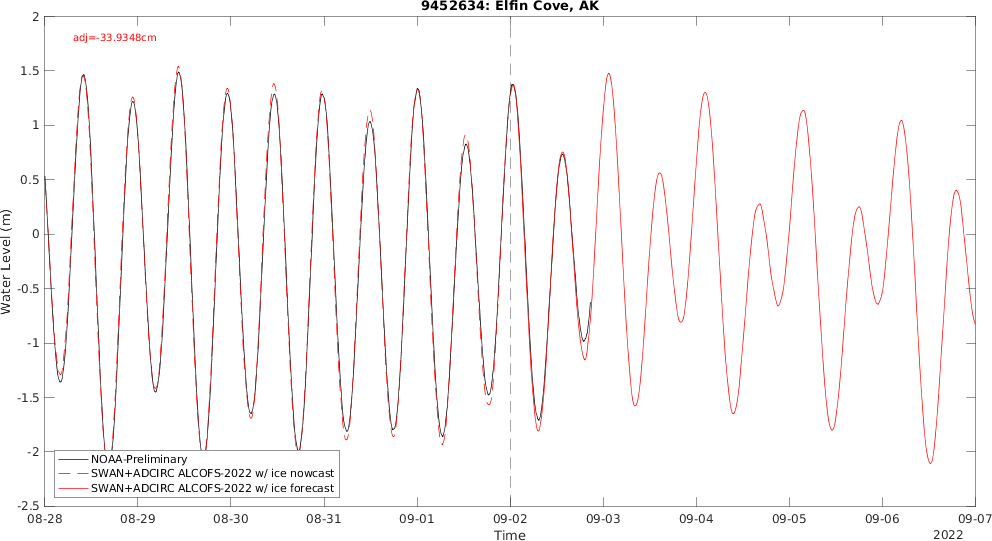 9452634: Elfin Cove, AK
adj=-33.9348cm
2
1.5
1
0.5
0
-0.5
-1
-1.5
-2
-2.5
Water Level (m)
NOAA-Preliminary
SWAN+ADCIRC ALCOFS-2022 w/ ice nowcast
SWAN+ADCIRC ALCOFS-2022 w/ ice forecast
08-28 08-29 08-30 08-31 09-01 09-02 09-03 09-04 09-05 09-06 09-07
Time
2022